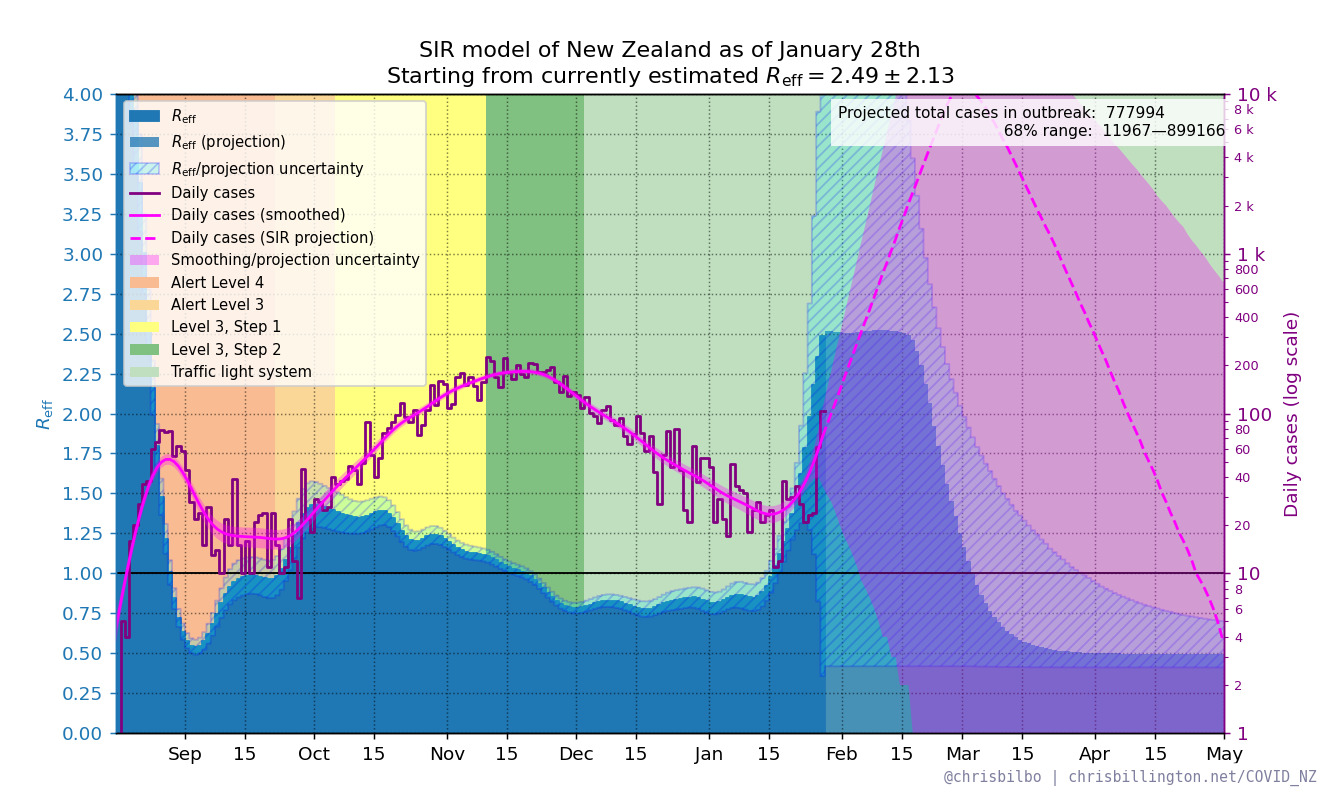 SIR model of New Zealand as of January 28th
Starting from currently estimated R_eff = 2.49 ± 2.13
4.00
3.75
3.50
3.25
3.00
2.75
2.50
2.25
2.00
1.75
1.50
1.25
1.00
0.75
0.50
0.25
0.00
R_eff
R_eff
R_eff (projection)
R_eff/projection uncertainty
Daily cases
Daily cases (smoothed)
Daily cases (SIR projection)
Smoothing/projection uncertainty
Alert Level 4
Alert Level 3
Level 3, Step 1
Level 3, Step 2
Traffic light system
Projected total cases in outbreak: 777994
68% range: 11967—899166
10 k
8 k
6 k
4 k
2 k
1 k
800
600
400
200
100
80
60
40
20
10
8
6
4
2
1
Daily cases (log scale)
Sep 15 Oct 15 Nov 15 Dec 15 Jan 15 Feb 15 Mar 15 Apr 15 May
@chrisbilbo | chrisbillington.net/COVID_NZ